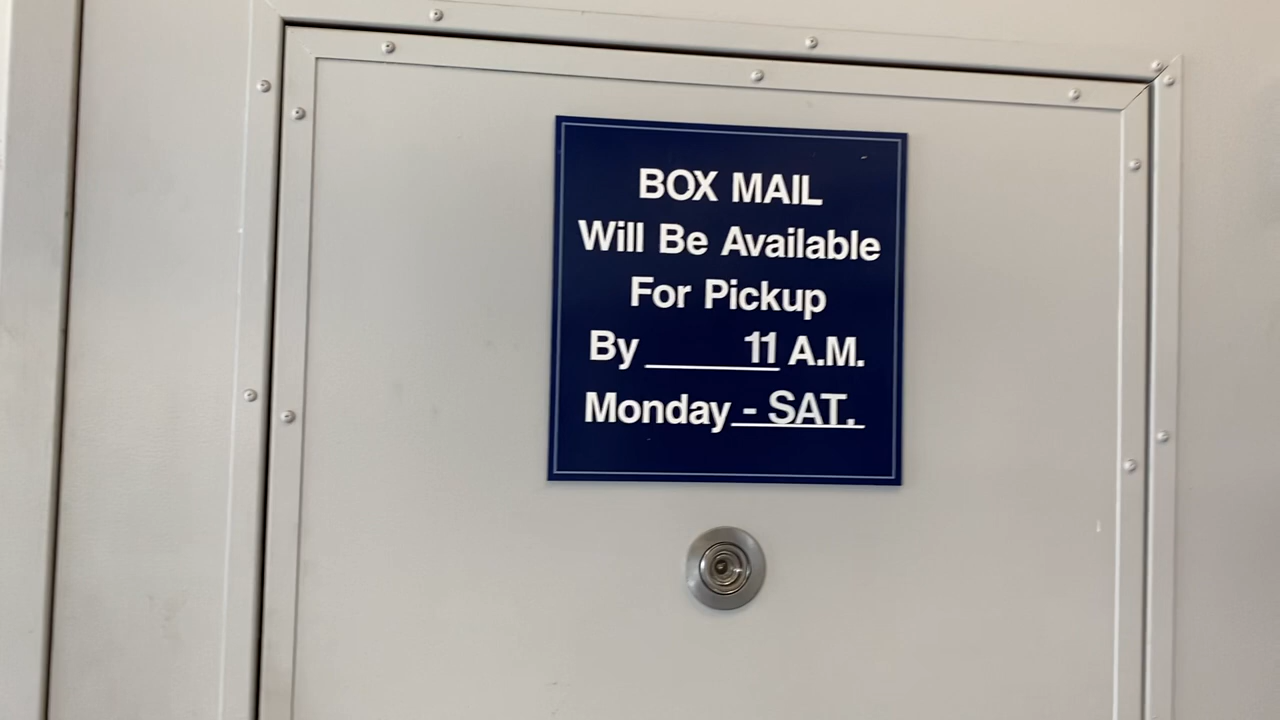 BOX MAIL
Will Be Available
For Pickup
By 11 A.M.
Monday - SAT.